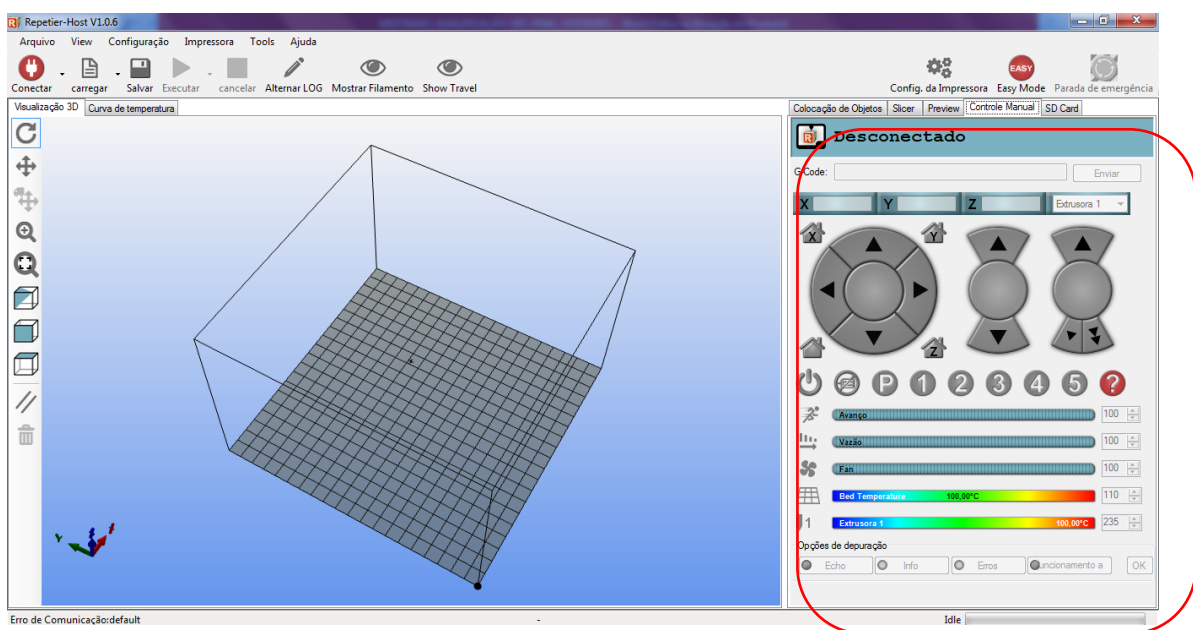 Repetier-Host V1.0.6
Arquivo View Configuração Impressora Tools Ajuda
Conectar carregar Salvar Executar cancelar Alternar LOG Mostrar Filamento Show Travel Config. da Impressora EASY Easy Mode Parada de emergência
Visualização 3D Curva de temperatura Colocação de Objetos Slicer Preview Controle Manual SD Card
R Desconectado
G-Code: Enviar
X Y Z Extrusora 1
X Y
Z
P 1 2 3 4 5 ?
Avanço 100
Vazão 100
Fan 100
Bed Temperature 100,00°C 110
1 Extrusora 1 100,00°C 235
Opções de depuração
Echo Info Erros uncionamento a OK
Y
Erro de Comunicação:default - Idle